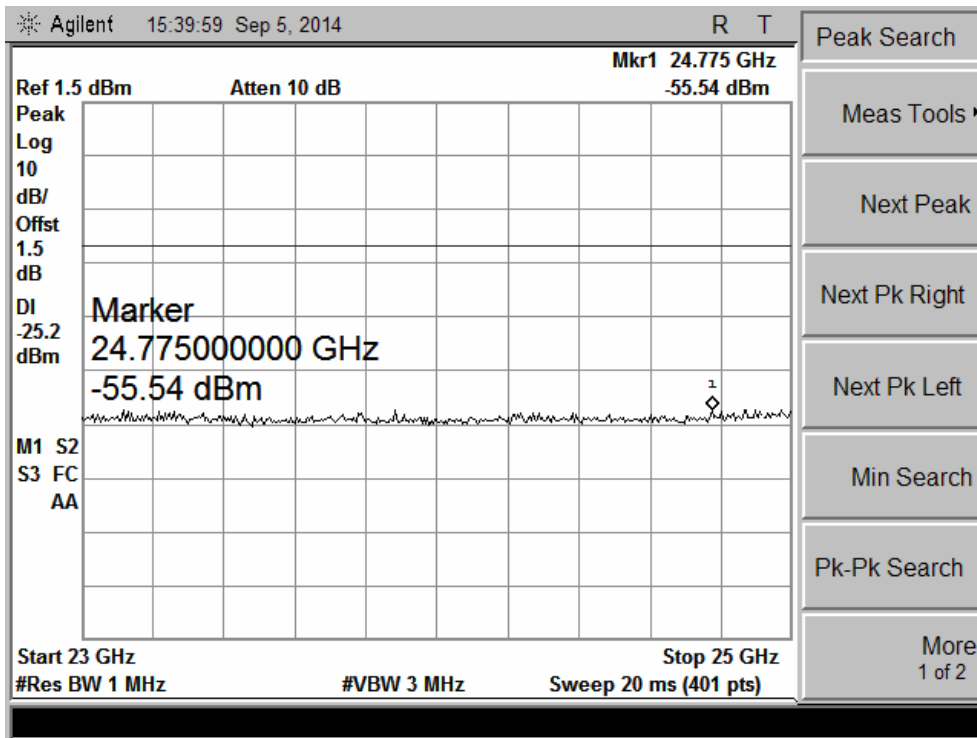 Agilent 15:39:59 Sep 5, 2014 R T
Mkr1 24.775 GHz
Ref 1.5 dBm Atten 10 dB -55.54 dBm
Peak
Log
10
dB/
Offst
1.5
dB
DI
-25.2
dBm
Marker
24.775000000 GHz
-55.54 dBm
1
M1 S2
S3 FC
AA
Start 23 GHz Stop 25 GHz
#Res BW 1 MHz #VBW 3 MHz Sweep 20 ms (401 pts)
Peak Search
Meas Tools
Next Peak
Next Pk Right
Next Pk Left
Min Search
Pk-Pk Search
More
1 of 2